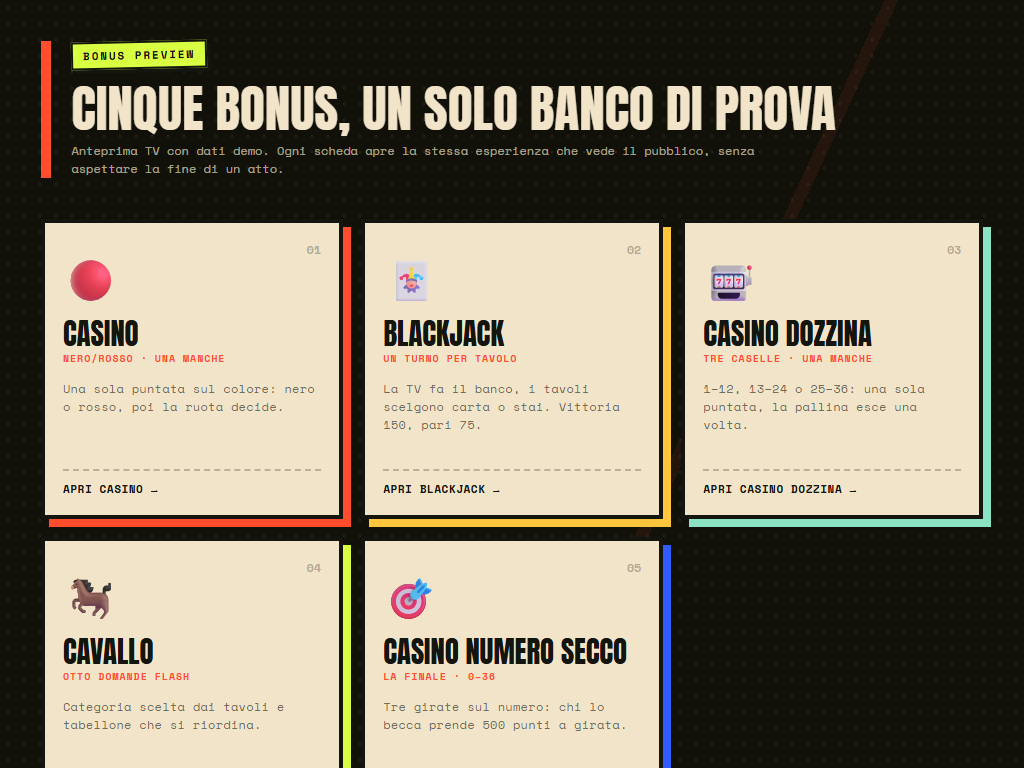 BONUS PREVIEW
CINQUE BONUS, UN SOLO BANCO DI PROVA
Anteprima TV con dati demo. Ogni scheda apre la stessa esperienza che vede il pubblico, senza
aspettare la fine di un atto.
01
CASINO
NERO/ROSSO · UNA MANCHE
Una sola puntata sul colore: nero
o rosso, poi la ruota decide.
APRI CASINO →
02
BLACKJACK
UN TURNO PER TAVOLO
La TV fa il banco, i tavoli
scelgono carta o stai. Vittoria
150, pari 75.
APRI BLACKJACK →
03
777
CASINO DOZZINA
TRE CASELLE · UNA MANCHE
1–12, 13–24 o 25–36: una sola
puntata, la pallina esce una
volta.
APRI CASINO DOZZINA →
04
CAVALLO
OTTO DOMANDE FLASH
Categoria scelta dai tavoli e
tabellone che si riordina.
05
CASINO NUMERO SECCO
LA FINALE · 0–36
Tre girate sul numero: chi lo
becca prende 500 punti a girata.